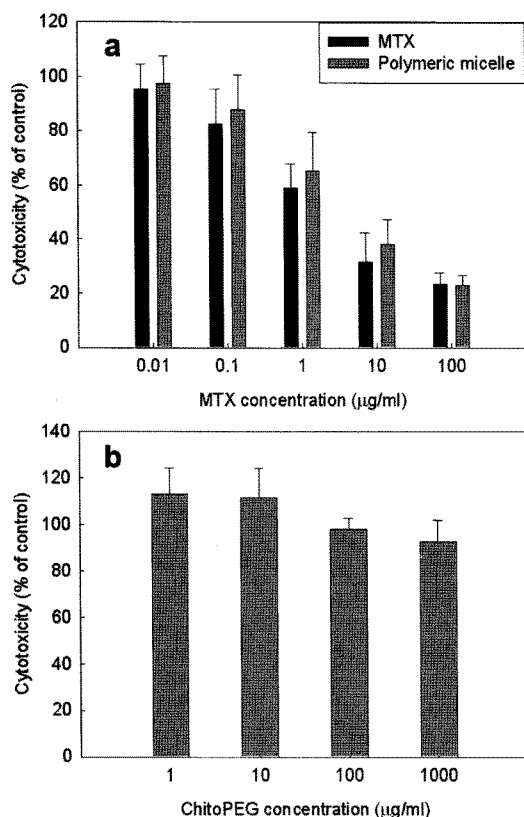 a
MTX
Polymeric micelle
120
100
80
60
40
20
0
Cytotoxicity (% of control)
0.01 0.1 1 10 100
MTX concentration (µg/ml)
b
140
120
100
80
60
40
20
0
Cytotoxicity (% of control)
1 10 100 1000
ChitoPEG concentration (µg/ml)